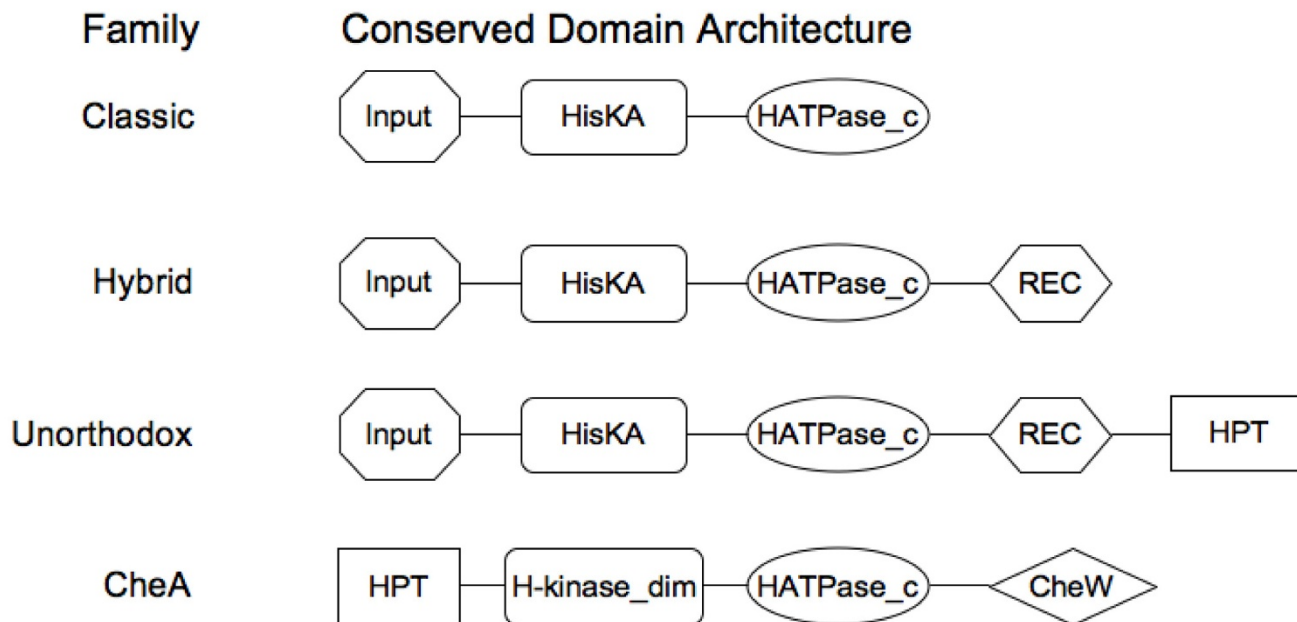 Family Conserved Domain Architecture
Classic Input HisKA HATPase_c
Hybrid Input HisKA HATPase_c REC
Unorthodox Input HisKA HATPase_c REC HPT
CheA HPT H-kinase_dim HATPase_c CheW